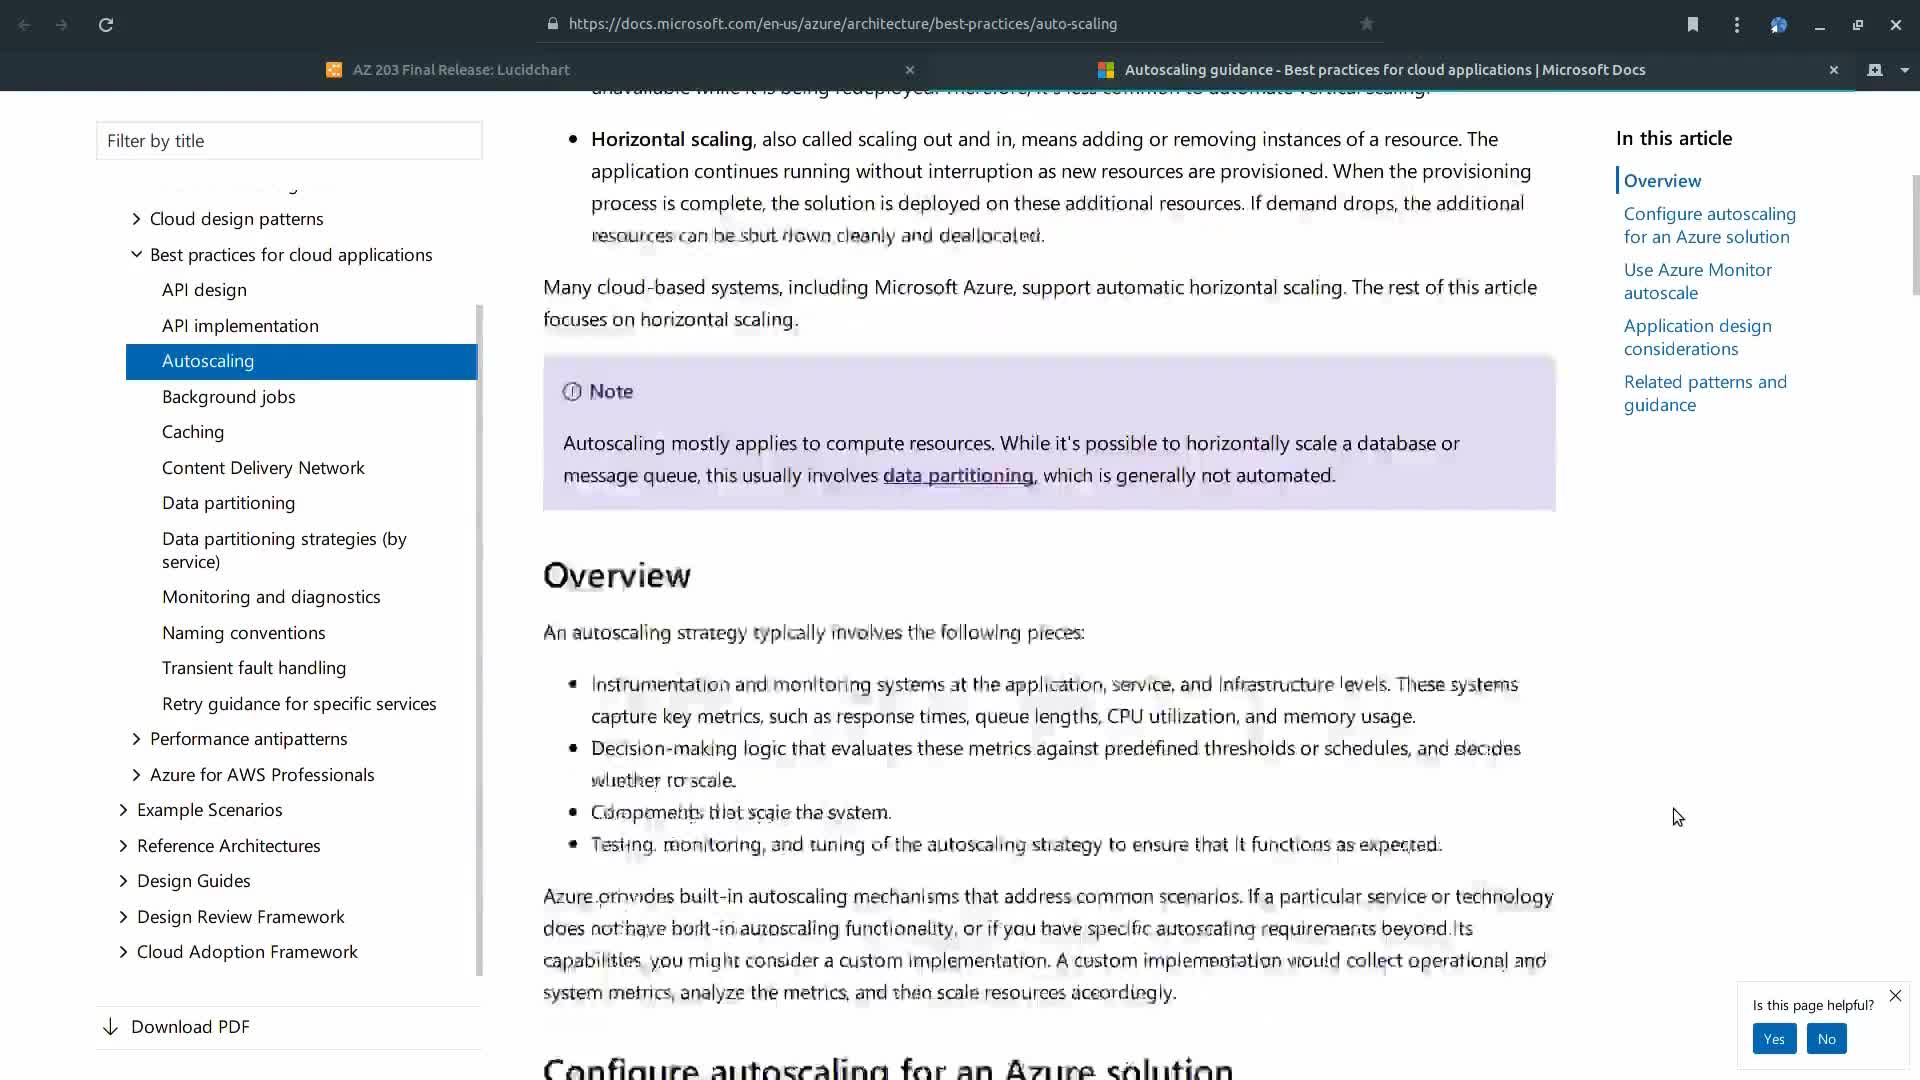 https://docs.microsoft.com/en-us/azure/architecture/best-practices/auto-scaling
AZ 203 Final Release: Lucidchart
Autoscaling guidance - Best practices for cloud applications | Microsoft Docs
Filter by title
Cloud design patterns
Best practices for cloud applications
API design
API implementation
Autoscaling
Background jobs
Caching
Content Delivery Network
Data partitioning
Data partitioning strategies (by
service)
Monitoring and diagnostics
Naming conventions
Transient fault handling
Retry guidance for specific services
Performance antipatterns
Azure for AWS Professionals
Example Scenarios
Reference Architectures
Design Guides
Design Review Framework
Cloud Adoption Framework
Download PDF
unavailable while it is being redeployed. Therefore, it's less common to automate vertical scaling.
Horizontal scaling, also called scaling out and in, means adding or removing instances of a resource. The
application continues running without interruption as new resources are provisioned. When the provisioning
process is complete, the solution is deployed on these additional resources. If demand drops, the additional
resources can be shut down cleanly and deallocated.
Many cloud-based systems, including Microsoft Azure, support automatic horizontal scaling. The rest of this article
focuses on horizontal scaling.
Note
Autoscaling mostly applies to compute resources. While it's possible to horizontally scale a database or
message queue, this usually involves data partitioning, which is generally not automated.
Overview
An autoscaling strategy typically involves the following pieces:
Instrumentation and monitoring systems at the application, service, and infrastructure levels. These systems
capture key metrics, such as response times, queue lengths, CPU utilization, and memory usage.
Decision-making logic that evaluates these metrics against predefined thresholds or schedules, and decides
whether to scale.
Components that scale the system.
Testing, monitoring, and tuning of the autoscaling strategy to ensure that it functions as expected.
Azure provides built-in autoscaling mechanisms that address common scenarios. If a particular service or technology
does not have built-in autoscaling functionality, or if you have specific autoscaling requirements beyond its
capabilities, you might consider a custom implementation. A custom implementation would collect operational and
system metrics, analyze the metrics, and then scale resources accordingly.
Configure autoscaling for an Azure solution
In this article
Overview
Configure autoscaling
for an Azure solution
Use Azure Monitor
autoscale
Application design
considerations
Related patterns and
guidance
Is this page helpful?
Yes
No